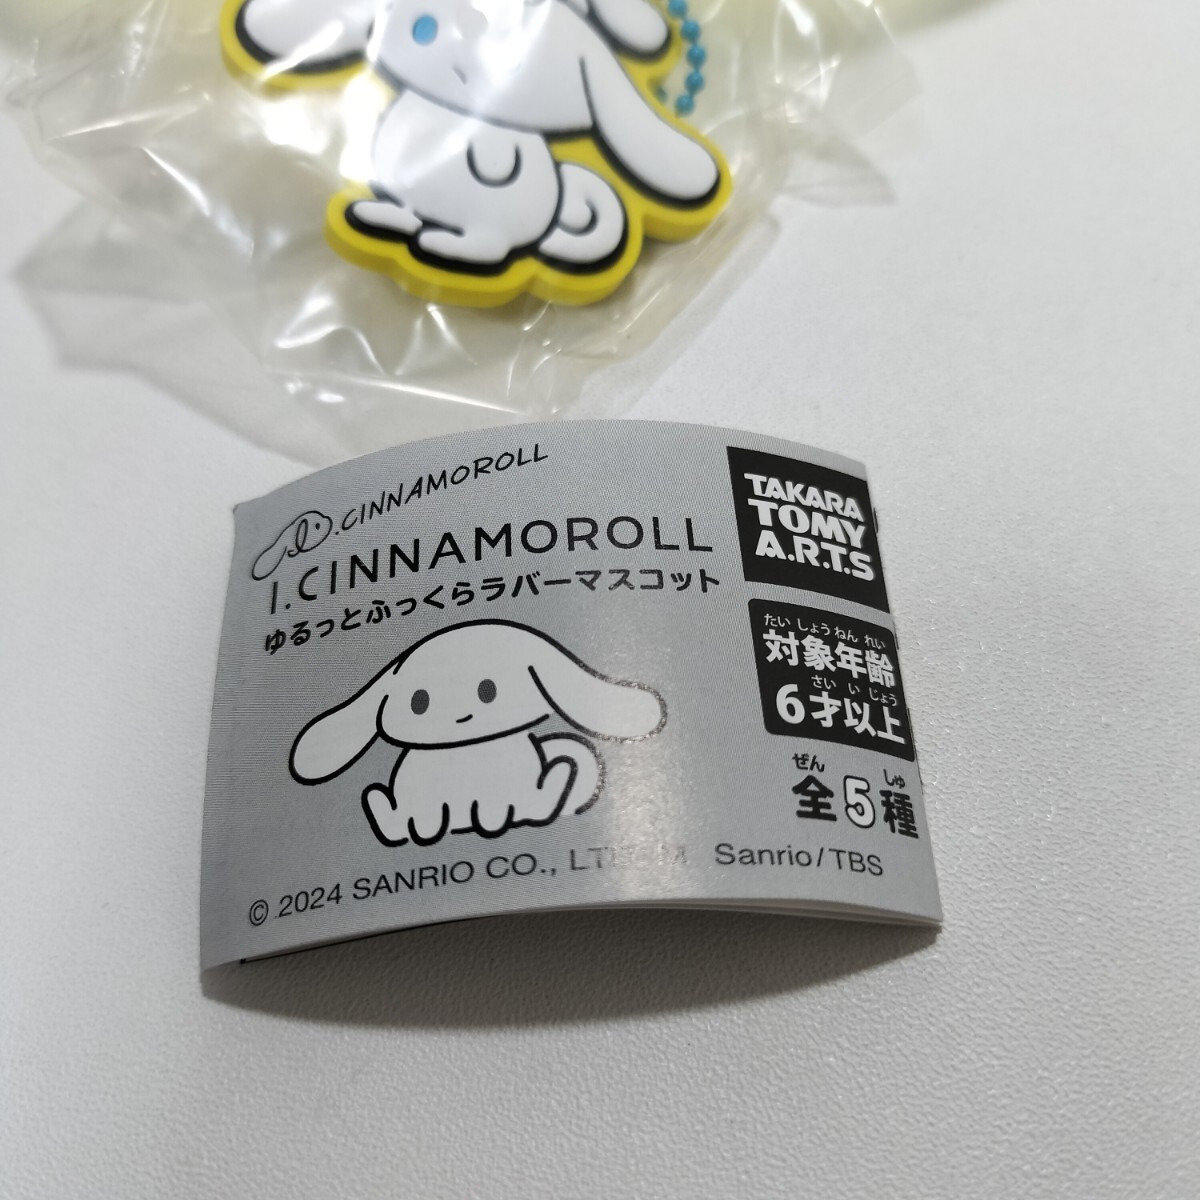 I.CINNAMOROLL
I.CINNAMOROLL
ゆるっとふっくらラバーマスコット
TAKARA
TOMY
A.R.T.S
たいしょうねんれい
対象年齢
さいいじょう
6才以上
ぜん しゅ
全5種
© 2024 SANRIO CO., Sanrio/TBS